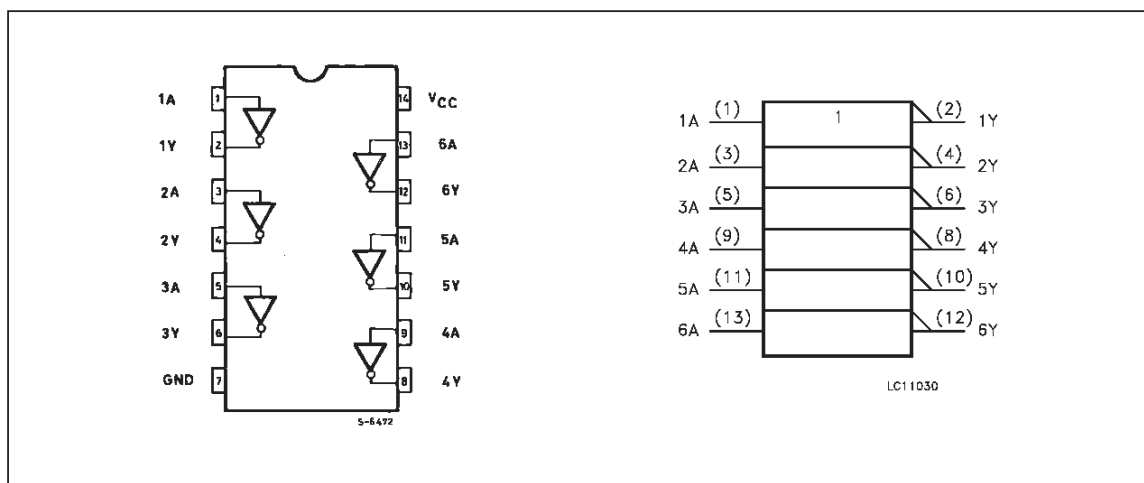 1A 1 14 VCC
1Y 2 13 6A
2A 3 12 6Y
2Y 4 11 5A
3A 5 10 5Y
3Y 6 9 4A
GND 7 8 4Y
S-6472
1A (1) 1 (2) 1Y
2A (3) (4) 2Y
3A (5) (6) 3Y
4A (9) (8) 4Y
5A (11) (10) 5Y
6A (13) (12) 6Y
LC11030